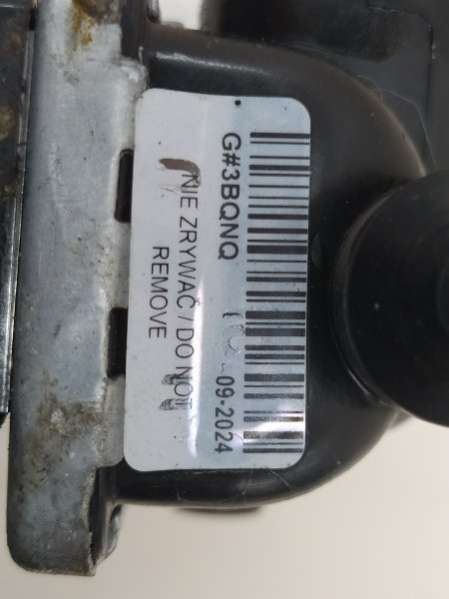 G#3BQNQ
09-2024
NIE ZRYWAĆ / DO NOT
REMOVE